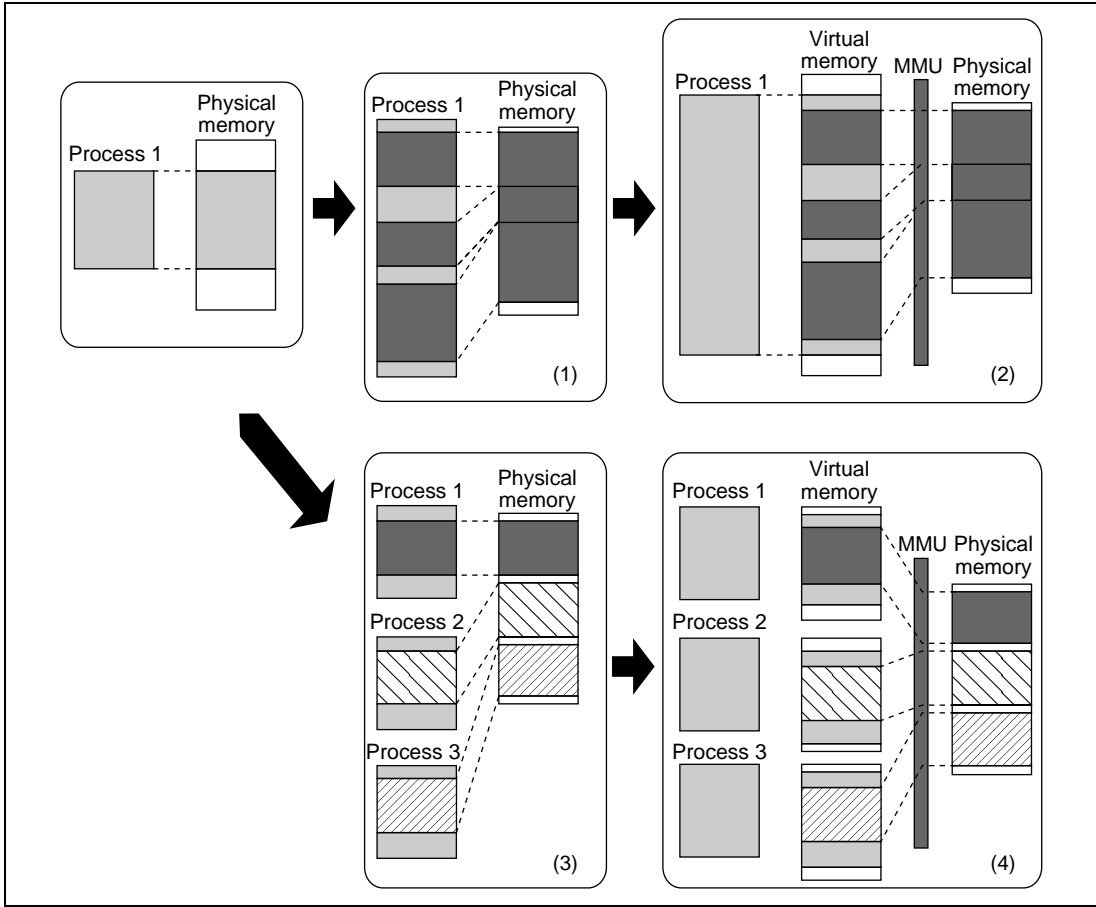 Physical
memory
Process 1
Process 1
Physical
memory
(1)
Virtual
memory
MMU
Physical
memory
Process 1
(2)
Process 1
Physical
memory
Process 2
Process 3
(3)
Process 1
Virtual
memory
MMU
Physical
memory
Process 2
Process 3
(4)